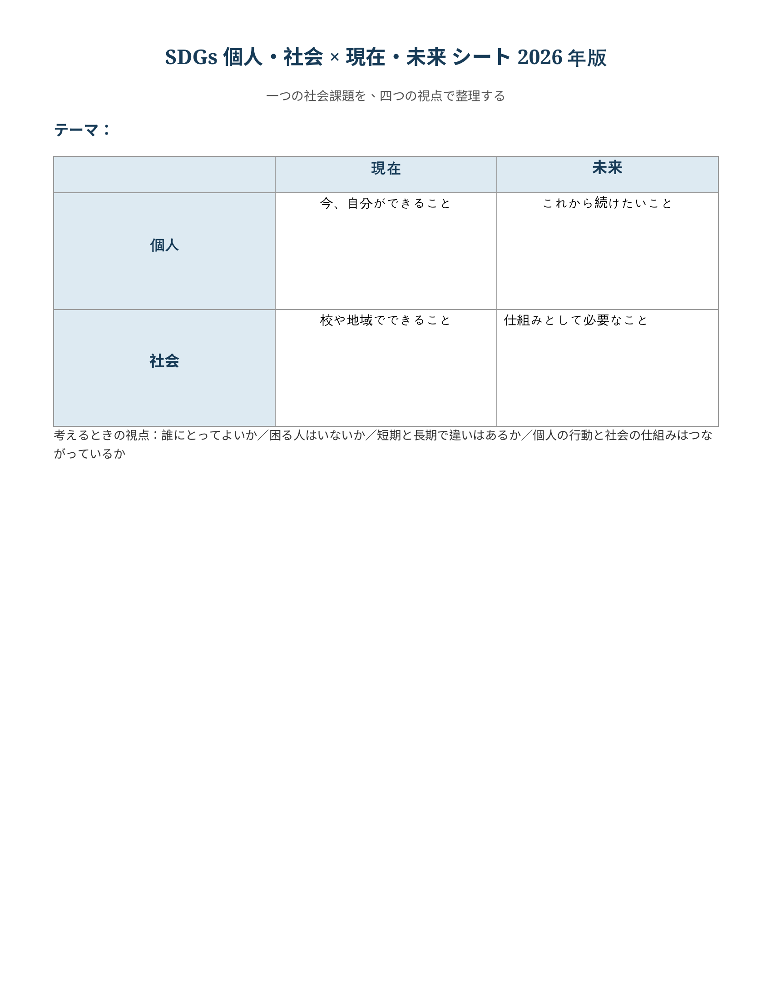 SDGs 個人・社会 × 現在・未来 シート 2026 年版
一つの社会課題を、四つの視点で整理する
テーマ：
現在
未来
個人
今、自分ができること
これから続けたいこと
社会
校や地域でできること
仕組みとして必要なこと
考えるときの視点：誰にとってよいか／困る人はいないか／短期と長期で違いはあるか／個人の行動と社会の仕組みはつな
がっているか